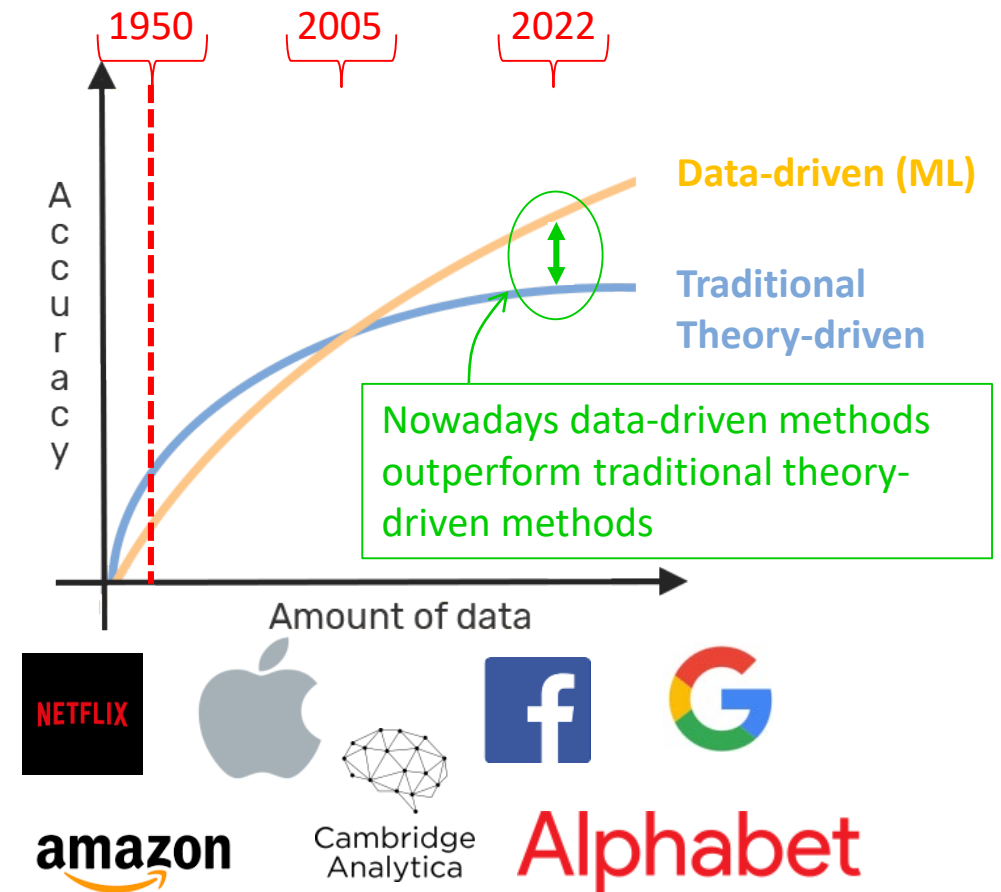 1950 2005 2022
Accuracy
Data-driven (ML)
Traditional
Theory-driven
Nowadays data-driven methods
outperform traditional theory-
driven methods
Amount of data
NETFLIX
f
G
amazon
Cambridge
Analytica
Alphabet